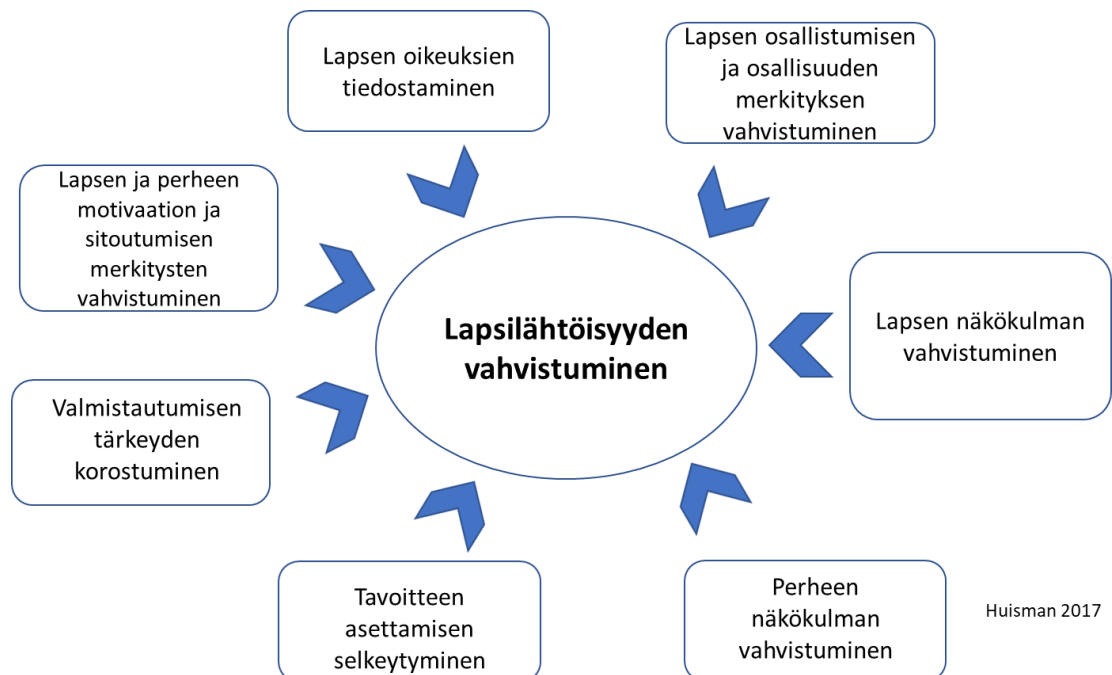 Lapsen oikeuksien
tiedostaminen
Lapsen osallistumisen
ja osallisuuden
merkityksen
vahvistuminen
Lapsen ja perheen
motivaation ja
sitoutumisen
merkitysten
vahvistuminen
Lapsilähtöisyyden
vahvistuminen
Lapsen näkökulman
vahvistuminen
Valmistautumisen
tärkeyden
korostuminen
Tavoitteen
asettamisen
selkeytyminen
Perheen
näkökulman
vahvistuminen
Huisman 2017